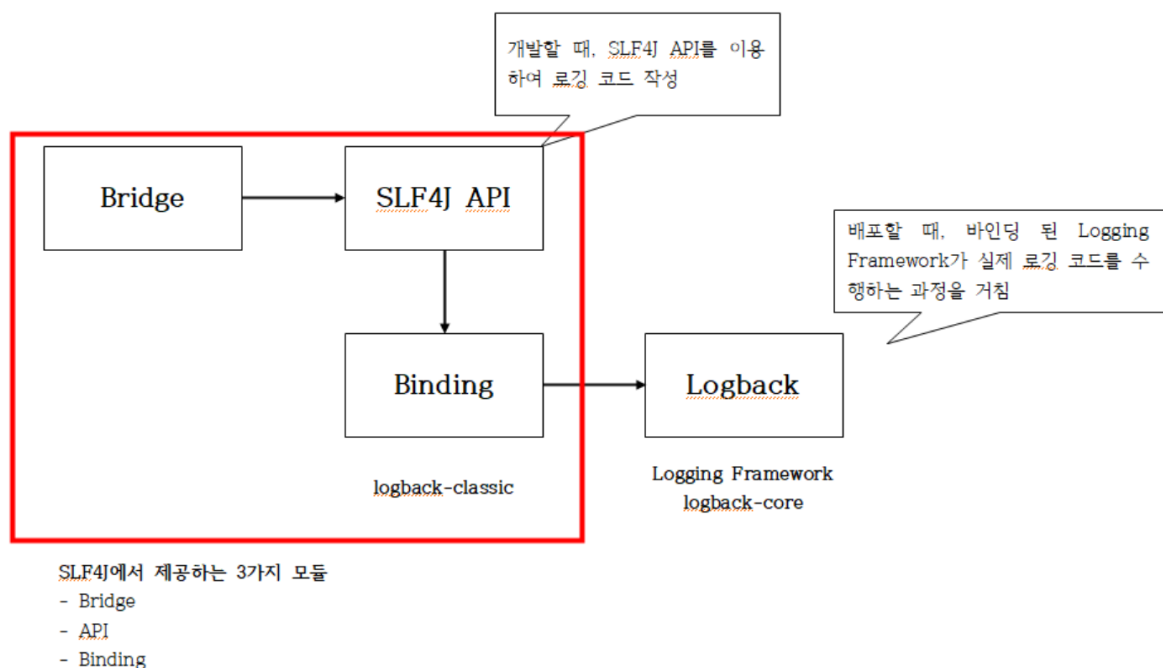 개발할 때, SLF4J API를 이용
하여 로깅 코드 작성
Bridge
SLF4J API
배포할 때, 바인딩 된 Logging
Framework가 실제 로깅 코드를 수
행하는 과정을 거침
Binding
Logback
logback-classic
Logging Framework
logback-core
SLF4J에서 제공하는 3가지 모듈
- Bridge
- API
- Binding